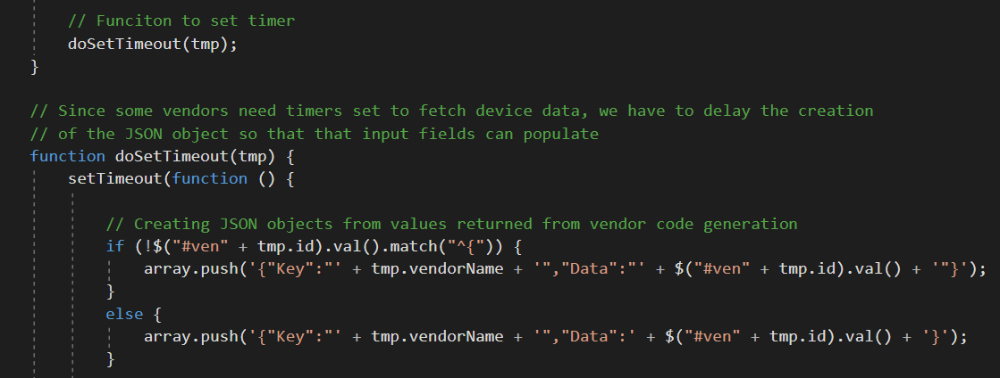 // Funciton to set timer
doSetTimeout(tmp);
}
// Since some vendors need timers set to fetch device data, we have to delay the creation
// of the JSON object so that that input fields can populate
function doSetTimeout(tmp) {
setTimeout(function () {
// Creating JSON objects from values returned from vendor code generation
if (!$("#ven" + tmp.id).val().match("^{")) {
array.push('{"Key":"' + tmp.vendorName + '","Data":"' + $("#ven" + tmp.id).val() + '"}');
}
else {
array.push('{"Key":"' + tmp.vendorName + '","Data":' + $("#ven" + tmp.id).val() + '}');
}